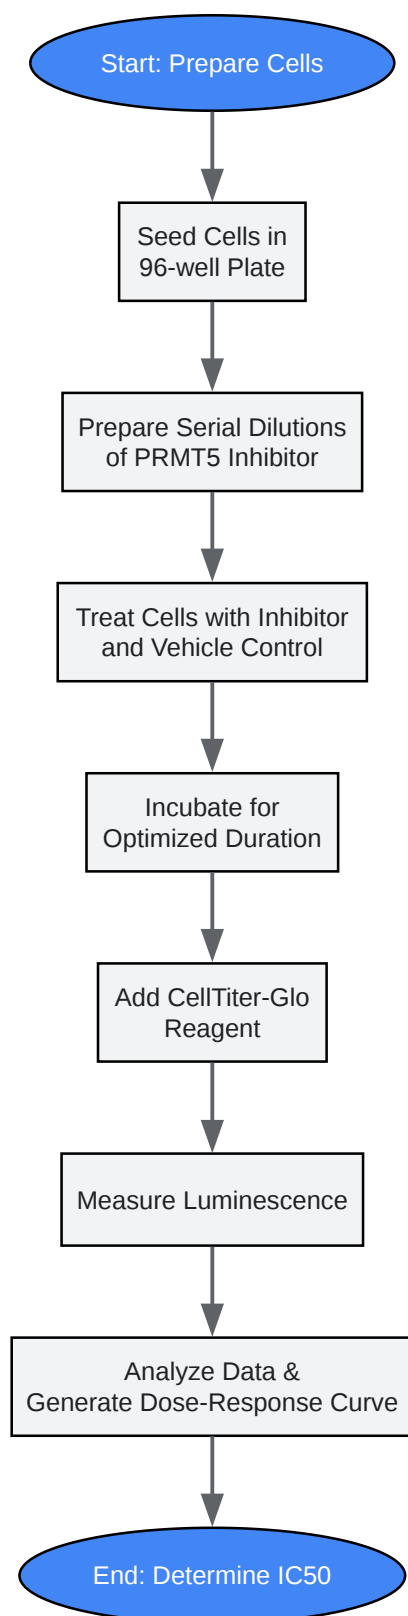 Start: Prepare Cells
Seed Cells in
96-well Plate
Prepare Serial Dilutions
of PRMT5 Inhibitor
Treat Cells with Inhibitor
and Vehicle Control
Incubate for
Optimized Duration
Add CellTiter-Glo
Reagent
Measure Luminescence
Analyze Data &
Generate Dose-Response Curve
End: Determine IC50